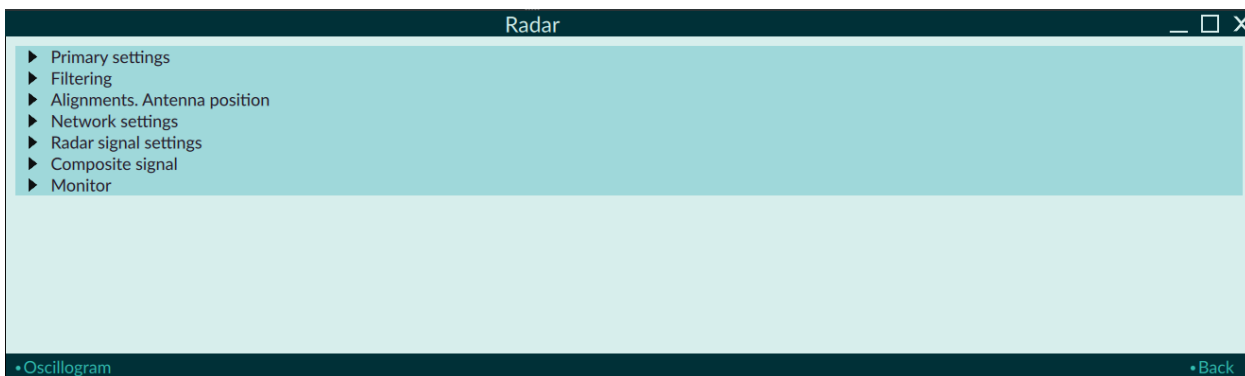 Radar
Primary settings
Filtering
Alignments. Antenna position
Network settings
Radar signal settings
Composite signal
Monitor
•Oscillogram •Back